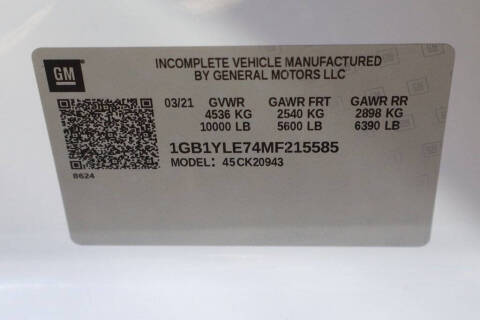 GM
INCOMPLETE VEHICLE MANUFACTURED
BY GENERAL MOTORS LLC
03/21 GVWR GAWR FRT GAWR RR
4536 KG 2540 KG 2898 KG
10000 LB 5600 LB 6390 LB
1GB1YLE74MF215585
MODEL: 45CK20943
8624